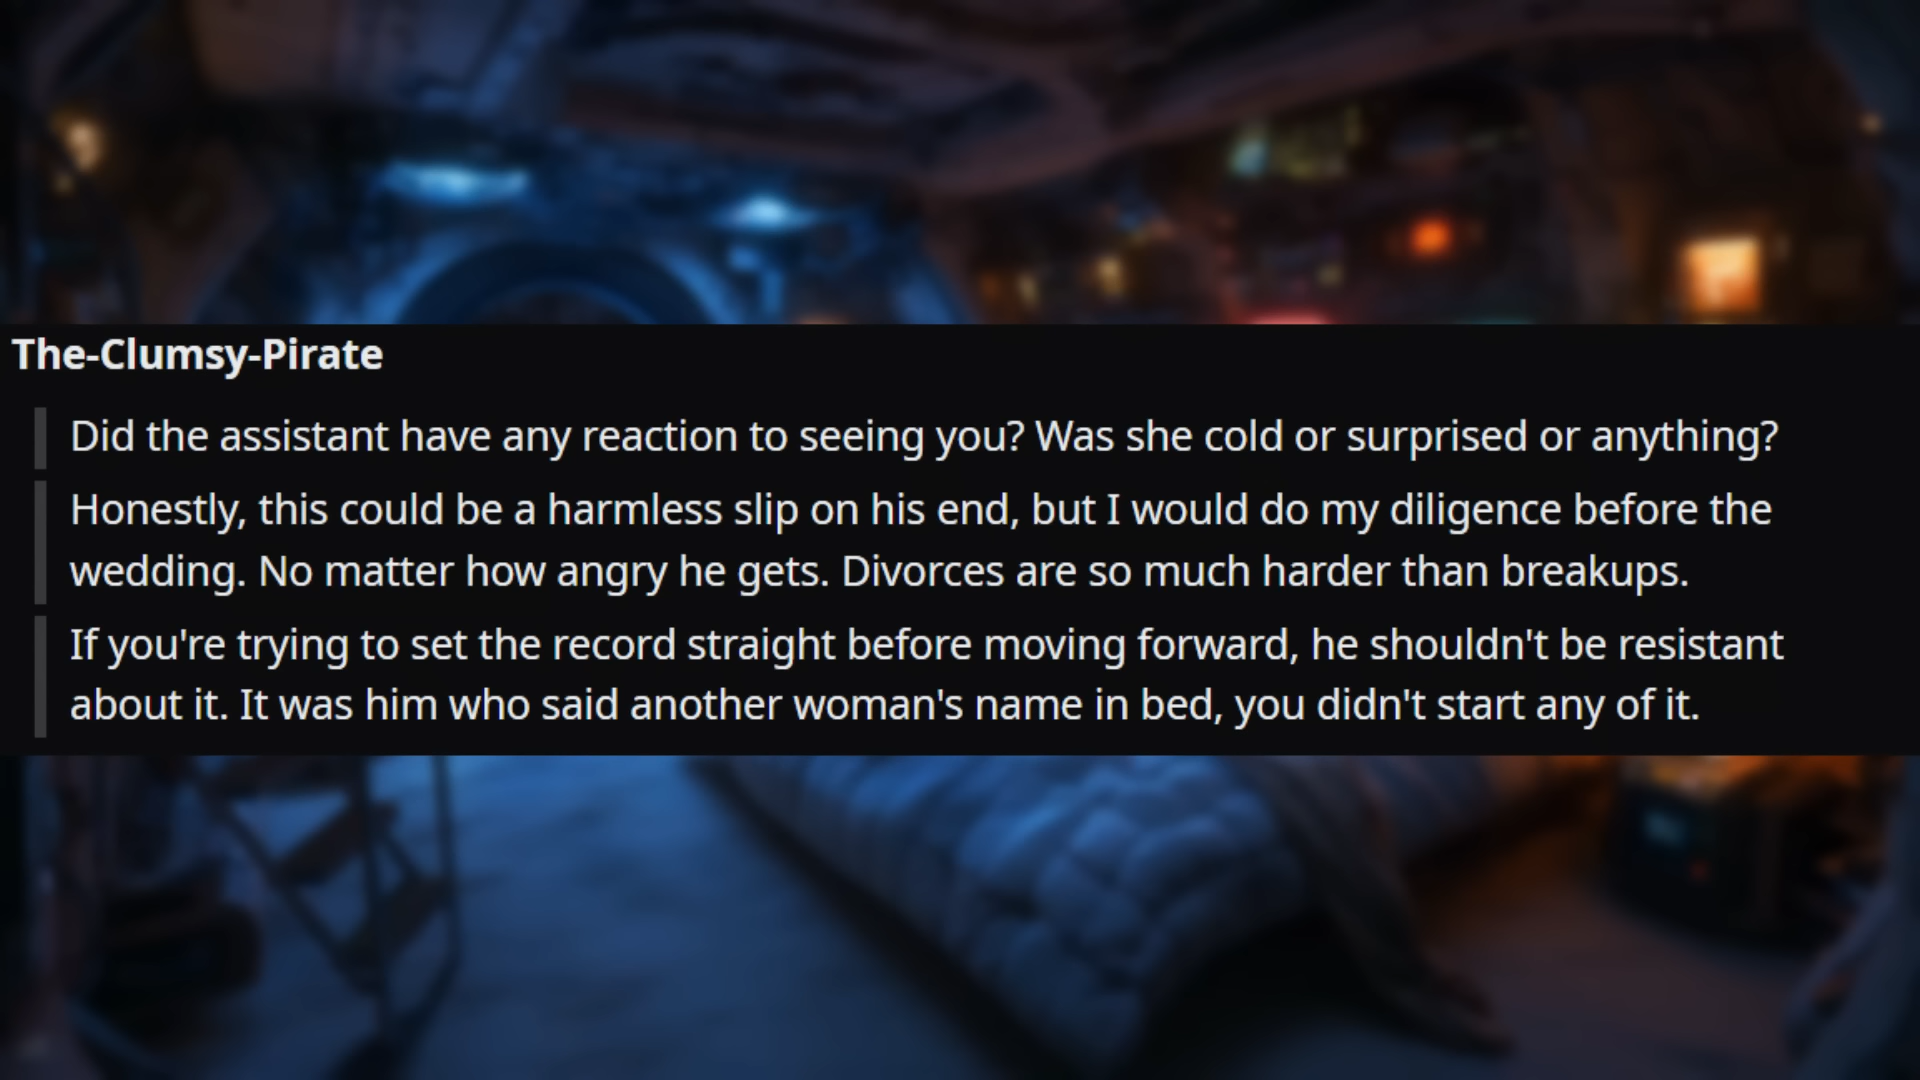 The-Clumsy-Pirate
Did the assistant have any reaction to seeing you? Was she cold or surprised or anything?
Honestly, this could be a harmless slip on his end, but I would do my diligence before the
wedding. No matter how angry he gets. Divorces are so much harder than breakups.
If you're trying to set the record straight before moving forward, he shouldn't be resistant
about it. It was him who said another woman's name in bed, you didn't start any of it.